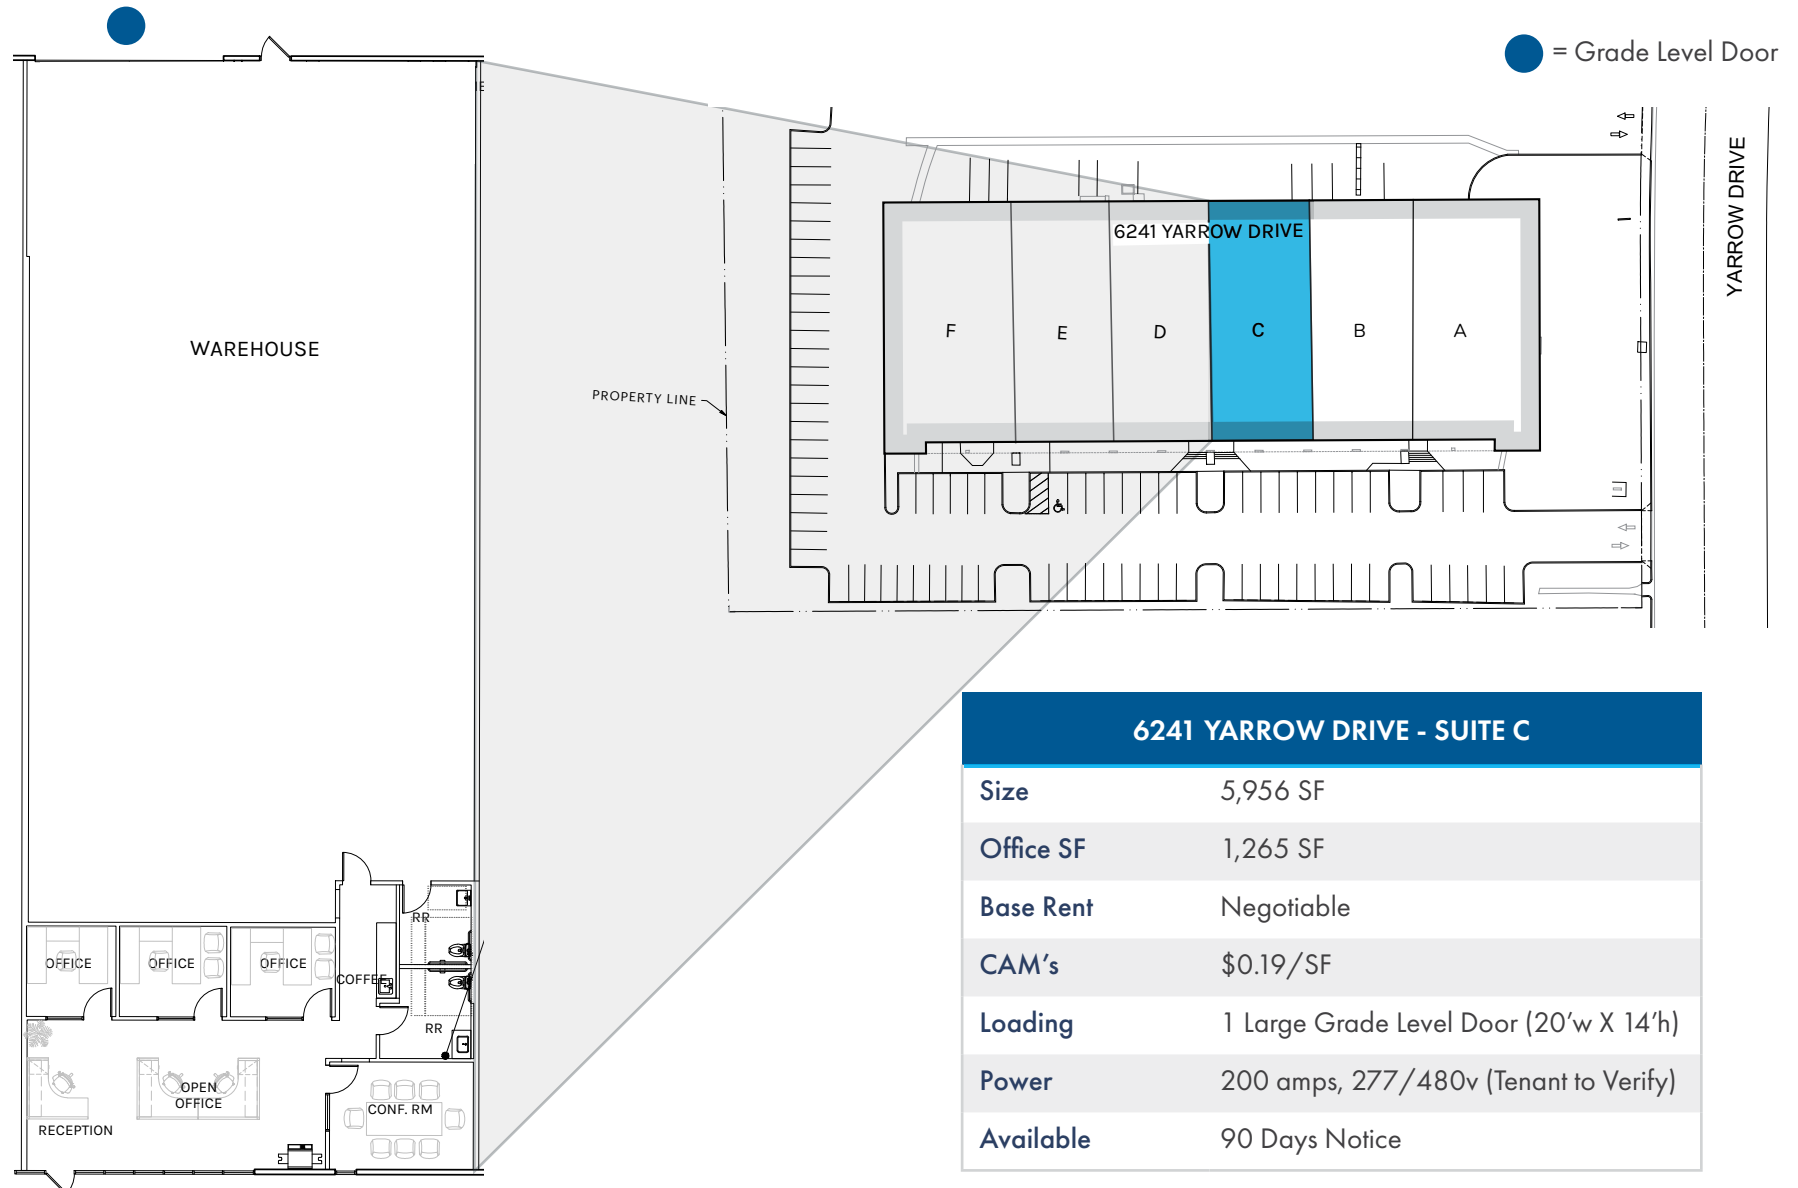 = Grade Level Door
YARROW DRIVE
6241 YARROW DRIVE
F
E
D
C
B
A
PROPERTY LINE
WAREHOUSE
RR
OFFICE
OFFICE
OFFICE
COFFEE
RR
OPEN
OFFICE
CONF. RM
RECEPTION
6241 YARROW DRIVE - SUITE C
Size 5,956 SF
Office SF 1,265 SF
Base Rent Negotiable
CAM’s $0.19/SF
Loading 1 Large Grade Level Door (20’w X 14’h)
Power 200 amps, 277/480v (Tenant to Verify)
Available 90 Days Notice